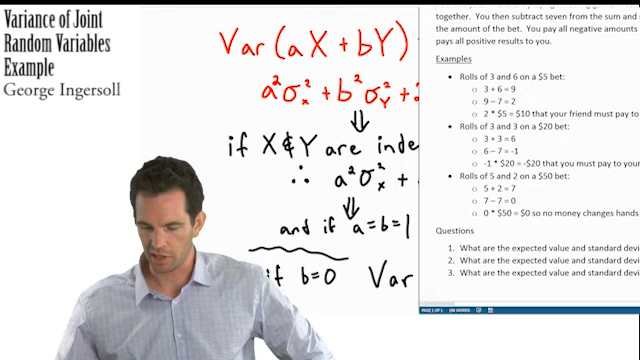 Variance of Joint
Random Variables
Example
George Ingersoll
Var(aX+bY)
a²σₓ²+b²σ_Y²+2
⇓
if X & Y are inde
∴ a²σₓ² +
⇓
and if a=b=1
if b=0 Var
together. You then subtract seven from the sum and
the amount of the bet. You pay all negative amounts
pays all positive results to you.
Examples
• Rolls of 3 and 6 on a $5 bet:
o 3 + 6 = 9
o 9 – 7 = 2
o 2 * $5 = $10 that your friend must pay to
• Rolls of 3 and 3 on a $20 bet:
o 3 + 3 = 6
o 6 – 7 = -1
o -1 * $20 = -$20 that you must pay to your
• Rolls of 5 and 2 on a $50 bet:
o 5 + 2 = 7
o 7 – 7 = 0
o 0 * $50 = $0 so no money changes hands
Questions
1. What are the expected value and standard devi
2. What are the expected value and standard devi
3. What are the expected value and standard devi